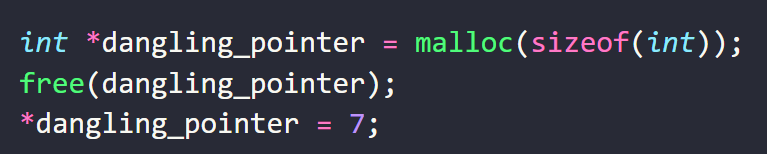 int *dangling_pointer = malloc(sizeof(int));
free(dangling_pointer);
*dangling_pointer = 7;